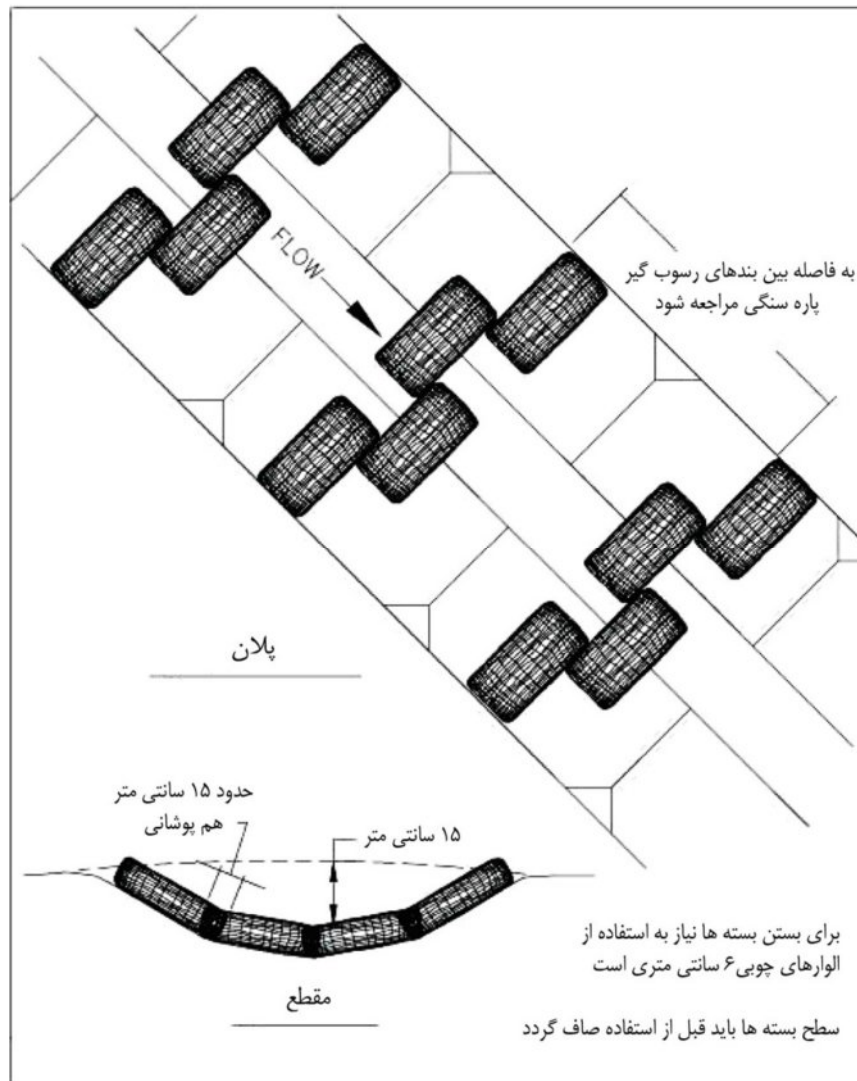 FLOW
به فاصله بین بندهای رسوب گیر
پاره سنگی مراجعه شود
پلان
حدود ۱۵ سانتی متر
هم پوشانی
۱۵ سانتی متر
مقطع
برای بستن بسته ها نیاز به استفاده از
الوارهای چوبی۶ سانتی متری است
سطح بسته ها باید قبل از استفاده صاف گردد